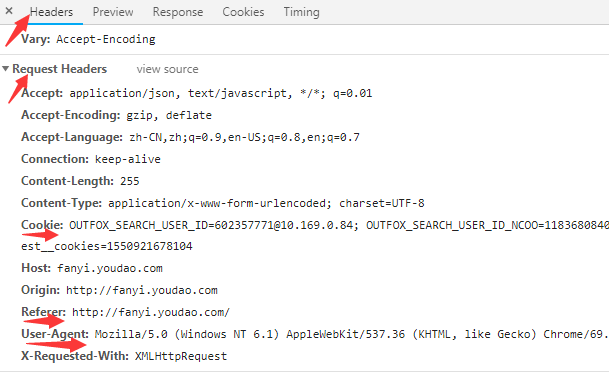 × Headers Preview Response Cookies Timing
Vary: Accept-Encoding
Request Headers view source
Accept: application/json, text/javascript, */*; q=0.01
Accept-Encoding: gzip, deflate
Accept-Language: zh-CN,zh;q=0.9,en-US;q=0.8,en;q=0.7
Connection: keep-alive
Content-Length: 255
Content-Type: application/x-www-form-urlencoded; charset=UTF-8
Cookie: OUTFOX_SEARCH_USER_ID=602357771@10.169.0.84; OUTFOX_SEARCH_USER_ID_NCOO=1183680840
est__cookies=1550921678104
Host: fanyi.youdao.com
Origin: http://fanyi.youdao.com
Referer: http://fanyi.youdao.com/
User-Agent: Mozilla/5.0 (Windows NT 6.1) AppleWebKit/537.36 (KHTML, like Gecko) Chrome/69.
X-Requested-With: XMLHttpRequest